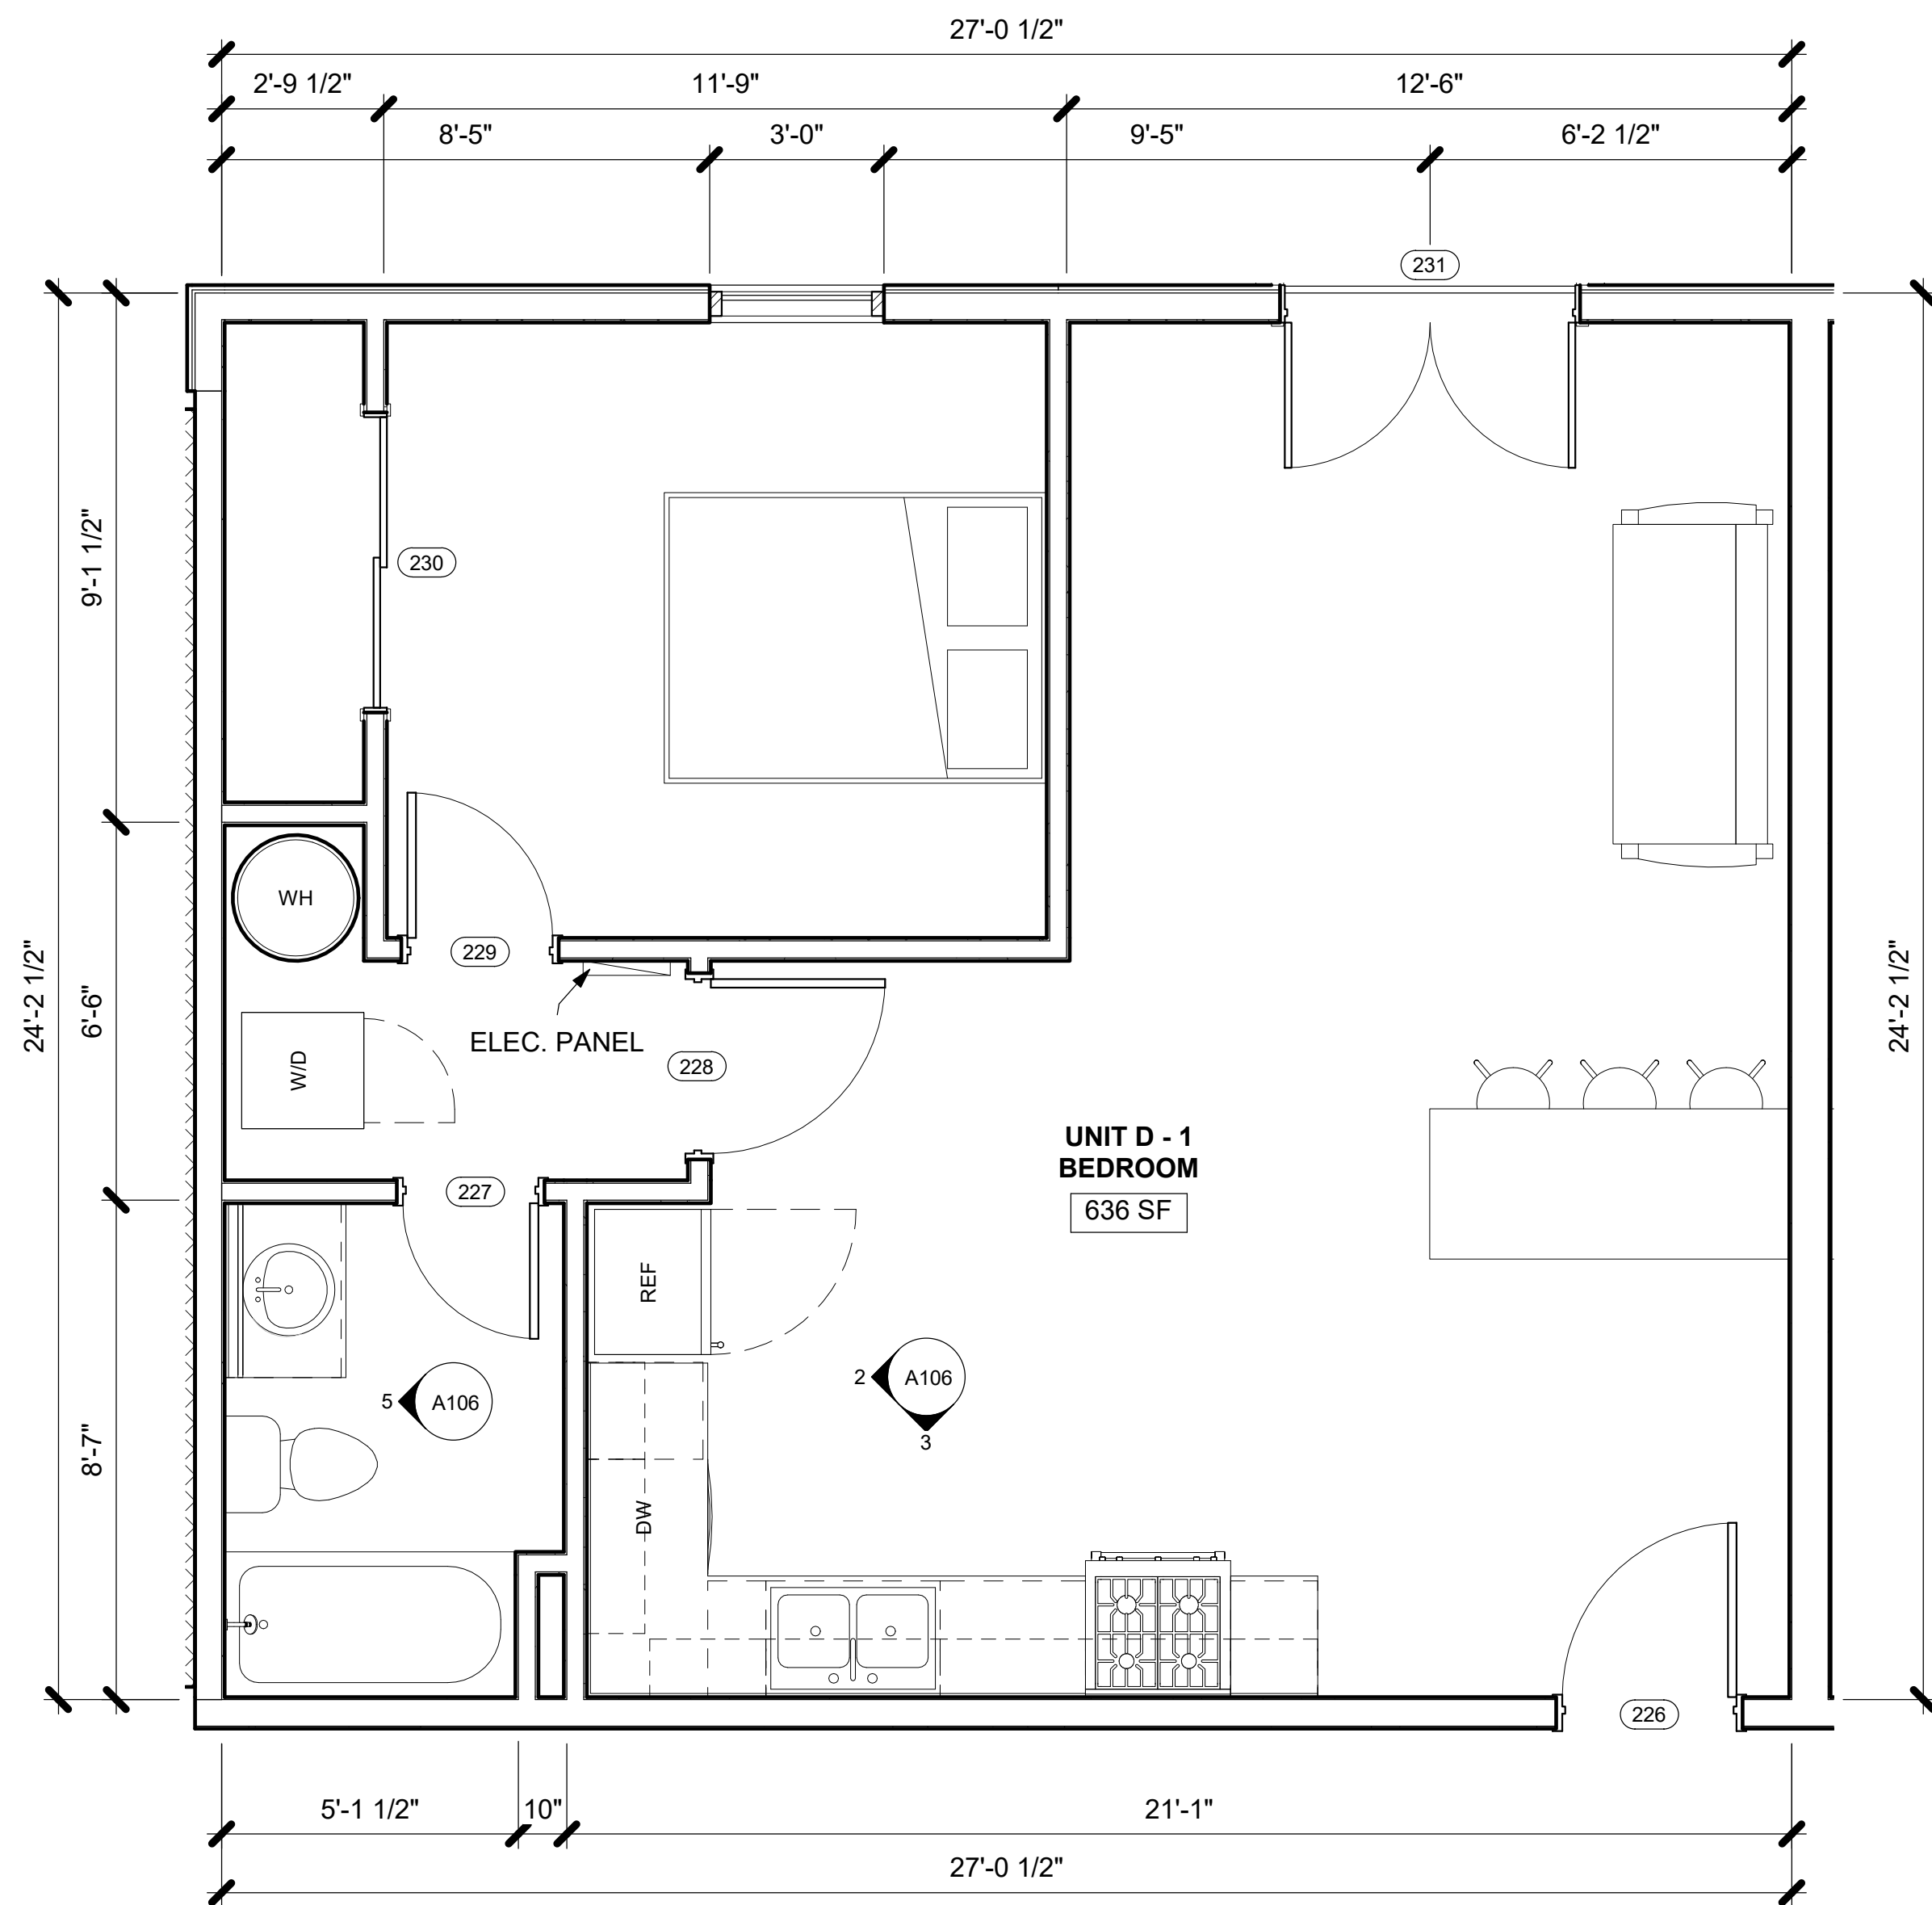 27'-0 1/2"
2'-9 1/2"
11'-9"
12'-6"
8'-5"
3'-0"
9'-5"
6'-2 1/2"
231
230
9'-1 1/2"
WH
229
24'-2 1/2"
6'-6"
24'-2 1/2"
ELEC. PANEL
W/D
228
UNIT D - 1
BEDROOM
636 SF
227
REF
5
A106
2
A106
3
8'-7"
DW
226
5'-1 1/2"
10"
21'-1"
27'-0 1/2"